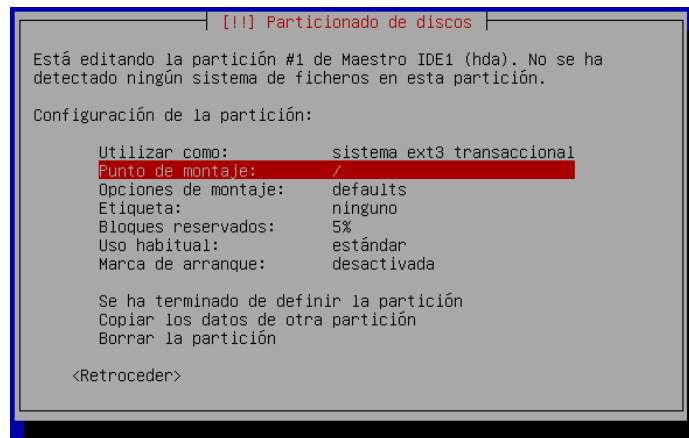 [!!] Particionado de discos
Está editando la partición #1 de Maestro IDE1 (hda). No se ha
detectado ningún sistema de ficheros en esta partición.
Configuración de la partición:
Utilizar como: sistema ext3 transaccional
Punto de montaje: /
Opciones de montaje: defaults
Etiqueta: ninguno
Bloques reservados: 5%
Uso habitual: estándar
Marca de arranque: desactivada
Se ha terminado de definir la partición
Copiar los datos de otra partición
Borrar la partición
<Retroceder>